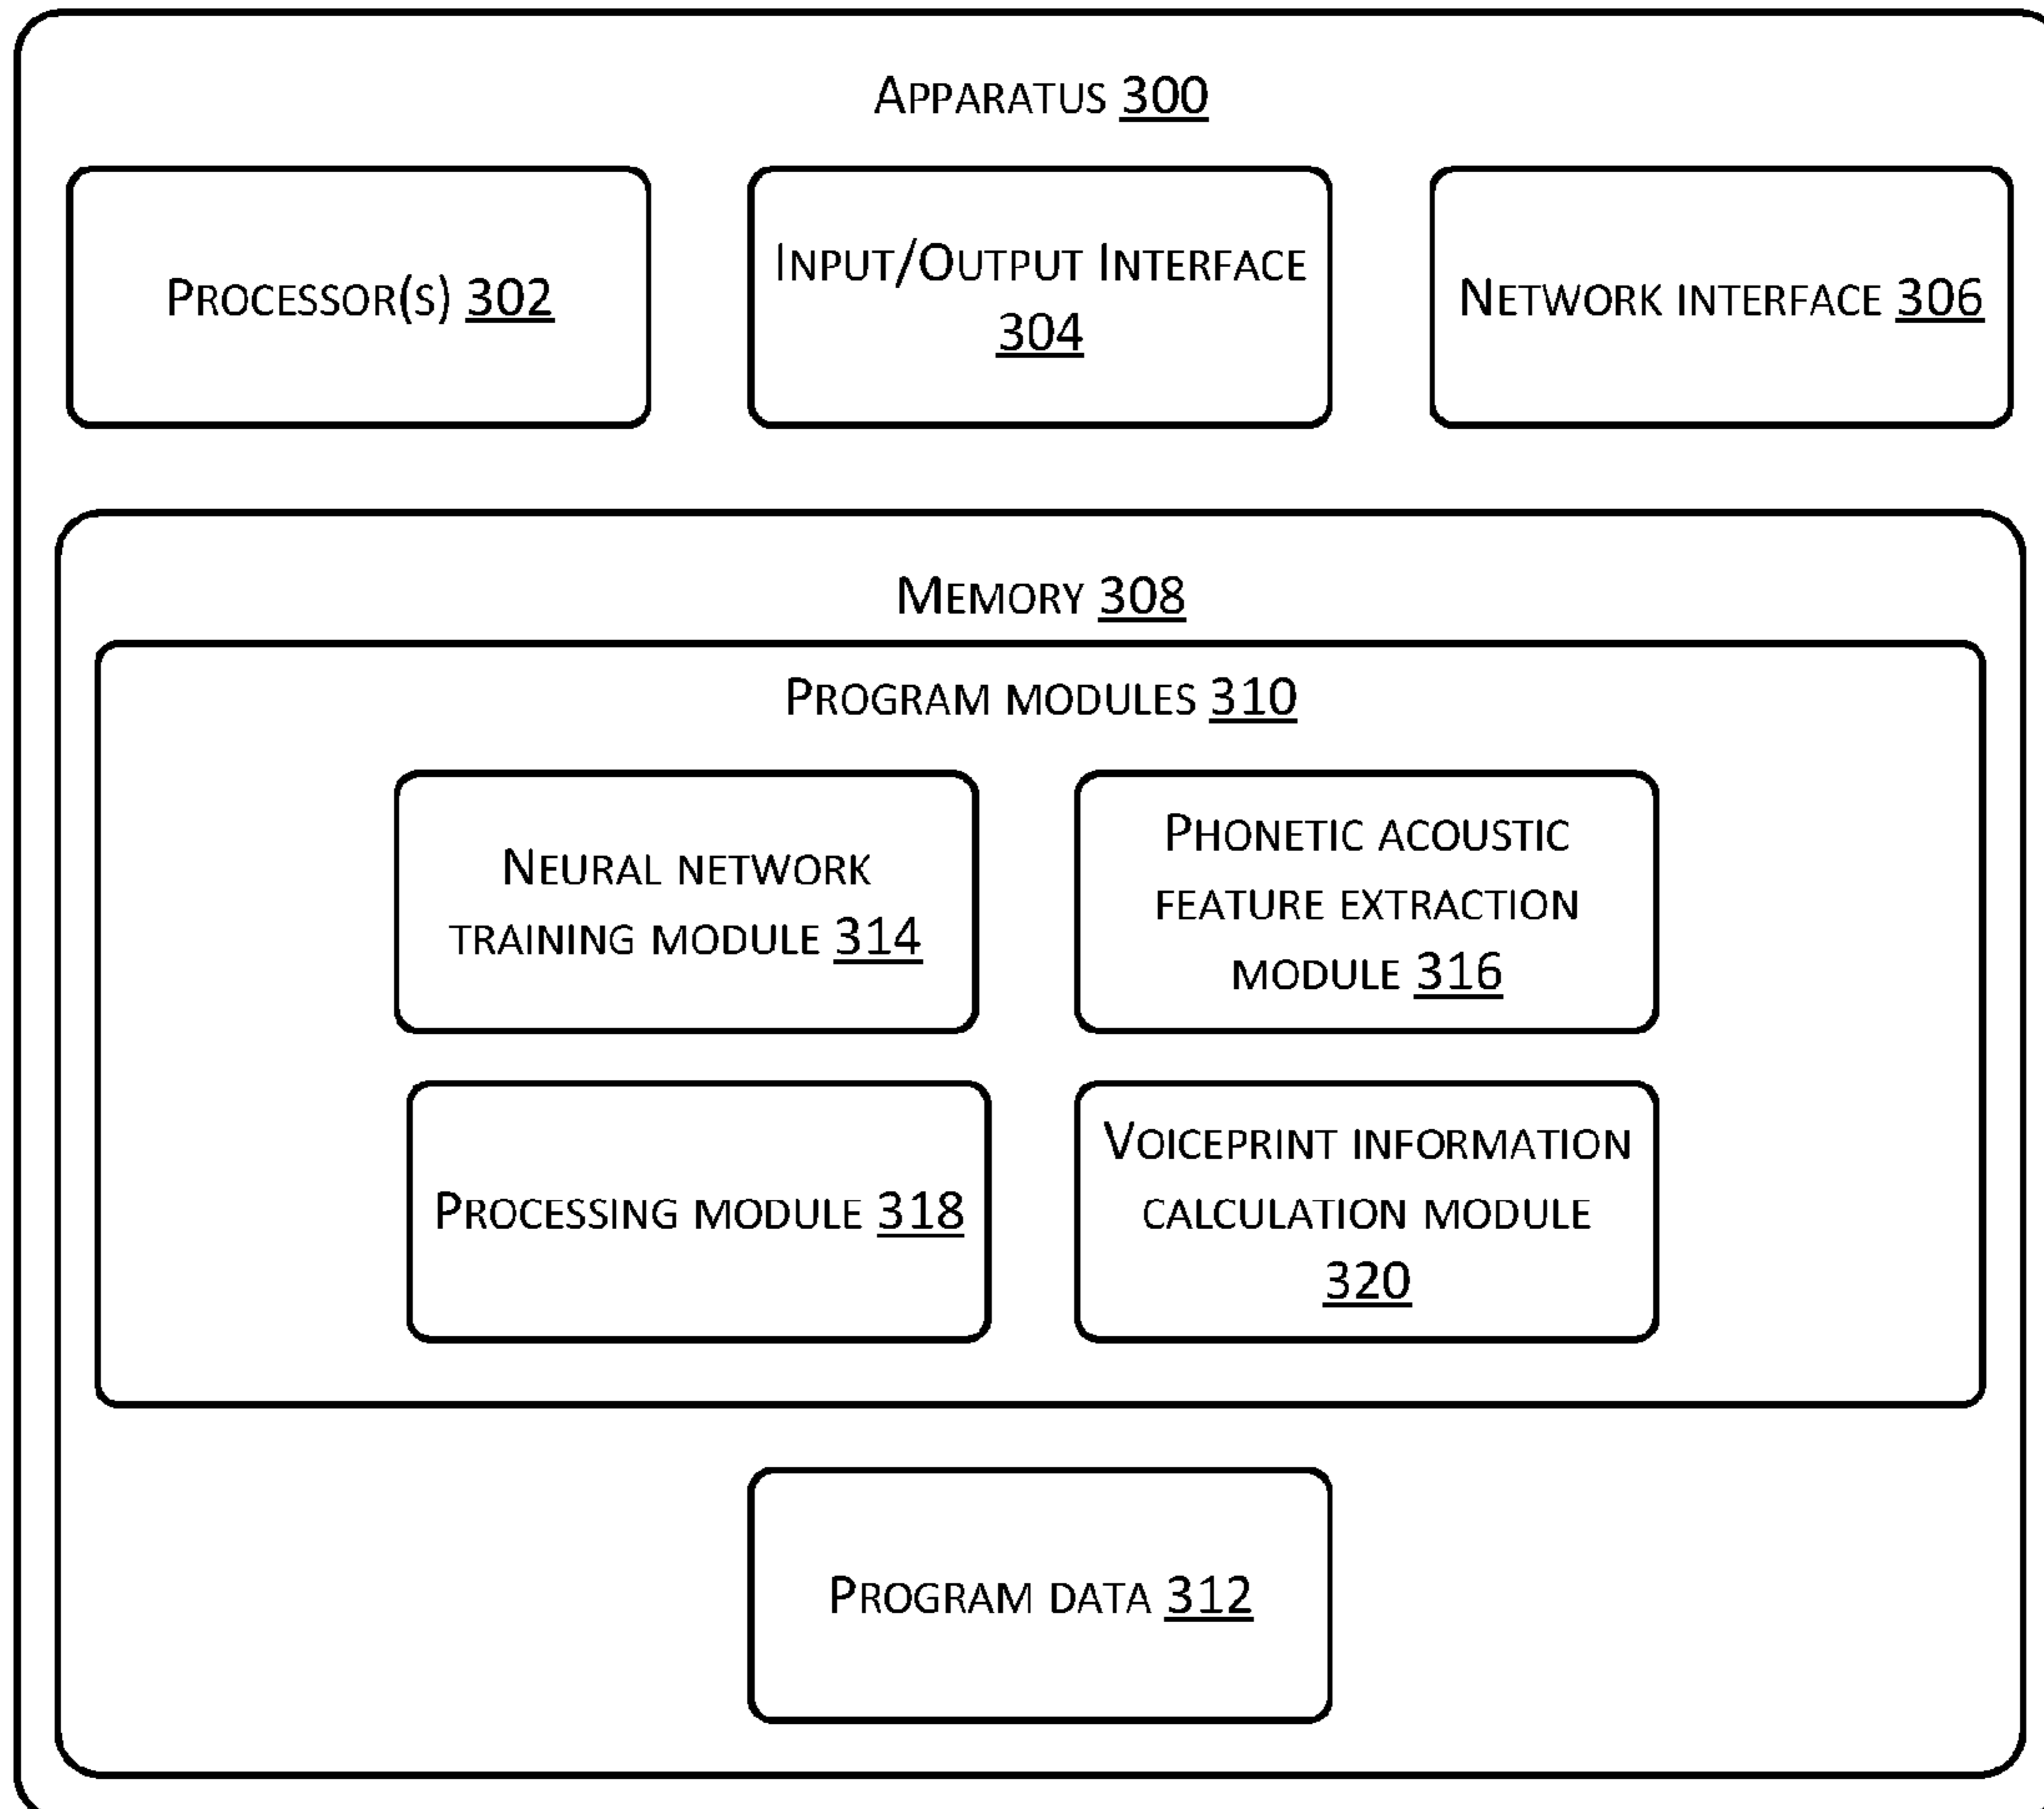 APPARATUS 300
PROCESSOR(S) 302
INPUT/OUTPUT INTERFACE
304
NETWORK INTERFACE 306
MEMORY 308
PROGRAM MODULES 310
NEURAL NETWORK
TRAINING MODULE 314
PHONETIC ACOUSTIC
FEATURE EXTRACTION
MODULE 316
PROCESSING MODULE 318
VOICEPRINT INFORMATION
CALCULATION MODULE
320
PROGRAM DATA 312